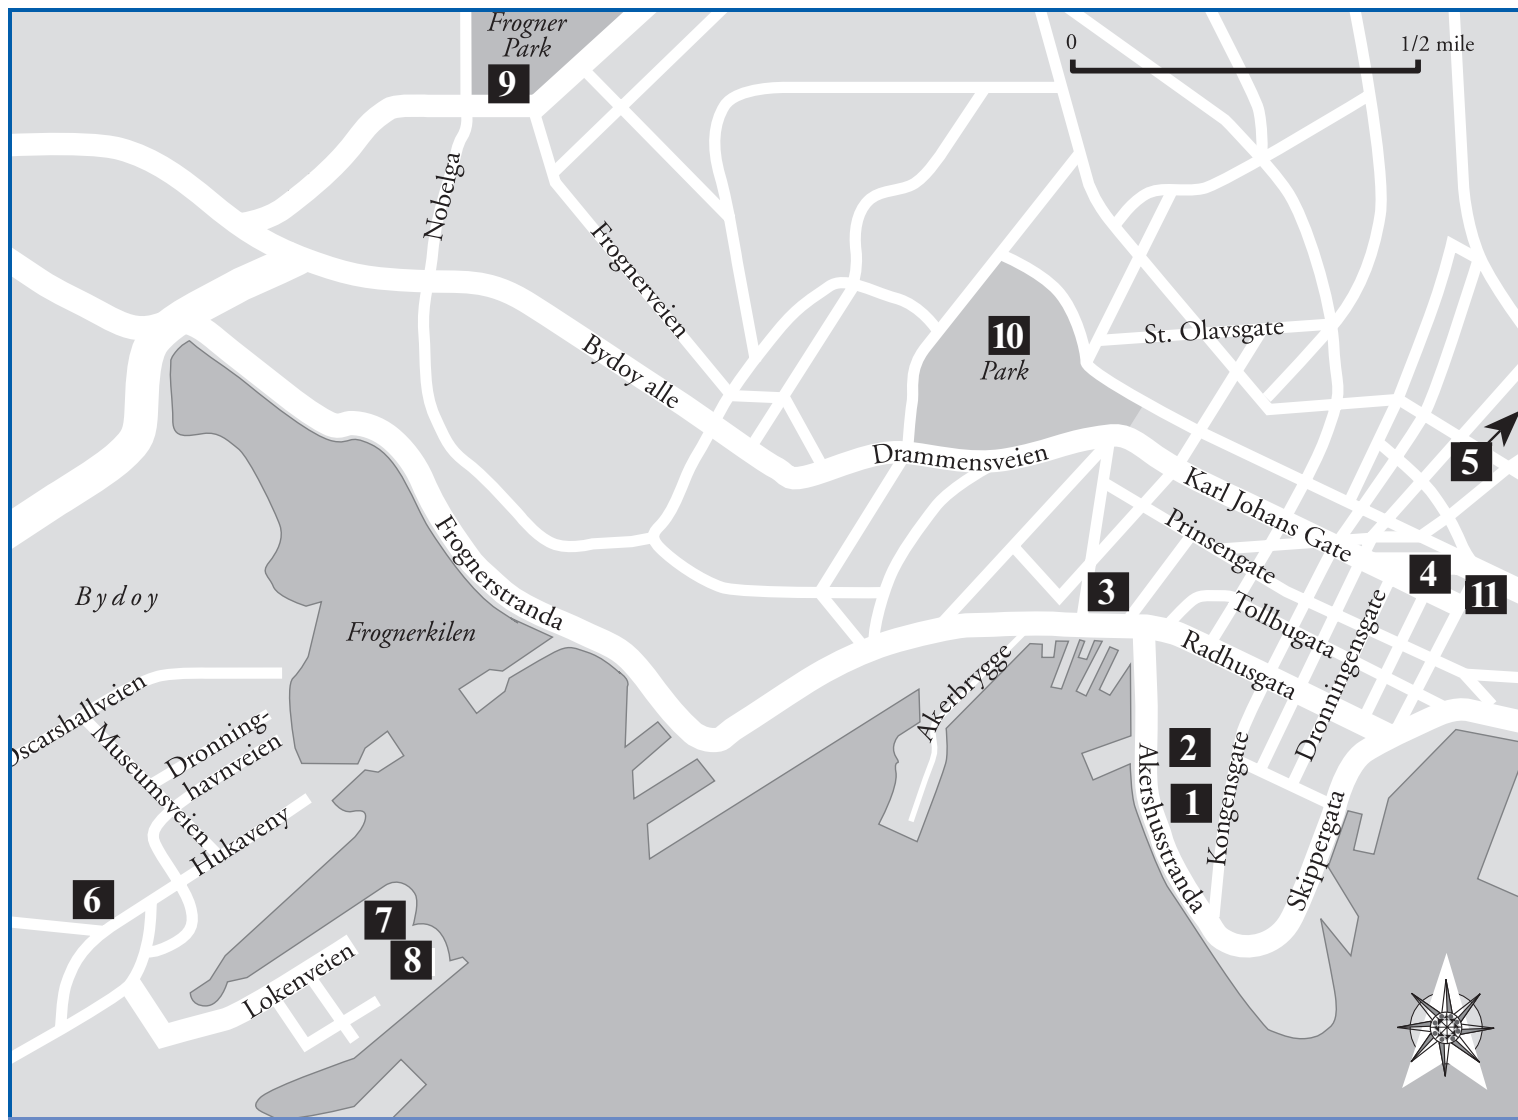 Frogner
Park
9
0
1/2 mile
Nobelga
Frognerveien
Bydoy alle
10
Park
St. Olavsgate
Drammensveien
5
Karl Johans Gate
Prinsengate
4
11
3
Tollbugata
Radhusgata
Dronningensgate
Frognerstranda
Bydoy
Frognerkilen
Oscarshallveien
Museumsveien
Dronning-
havnveien
Hukaveny
Akerbrygge
2
1
Akershusstranda
Kongensgate
Skippergata
6
7
8
Lokenveien